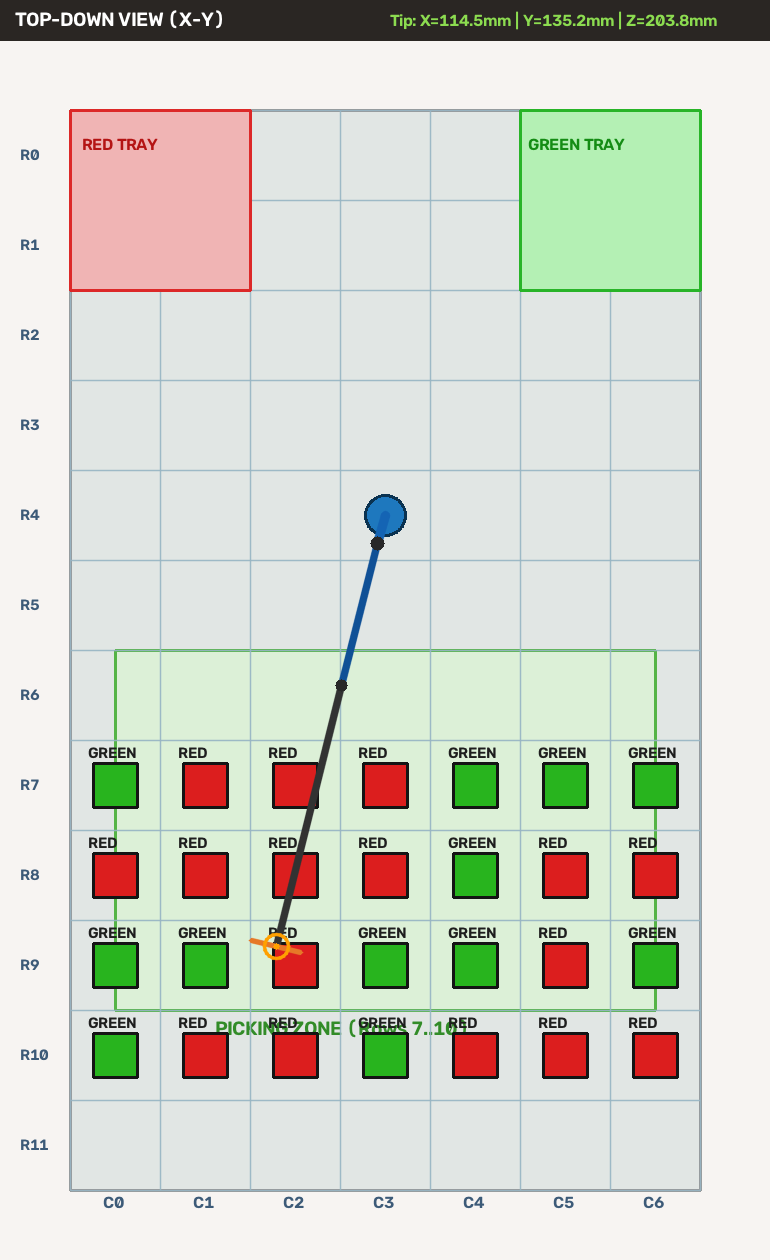 TOP-DOWN VIEW (X-Y)
Tip: X=114.5mm | Y=135.2mm | Z=203.8mm
RED TRAY
GREEN TRAY
R0
R1
R2
R3
R4
R5
R6
GREEN RED RED RED GREEN GREEN GREEN
R7
RED RED RED RED GREEN RED RED
R8
GREEN GREEN RED GREEN GREEN RED GREEN
R9
GREEN RED RED GREEN RED RED RED
PICKING ZONE (Rows 7..10)
R10
R11
C0 C1 C2 C3 C4 C5 C6